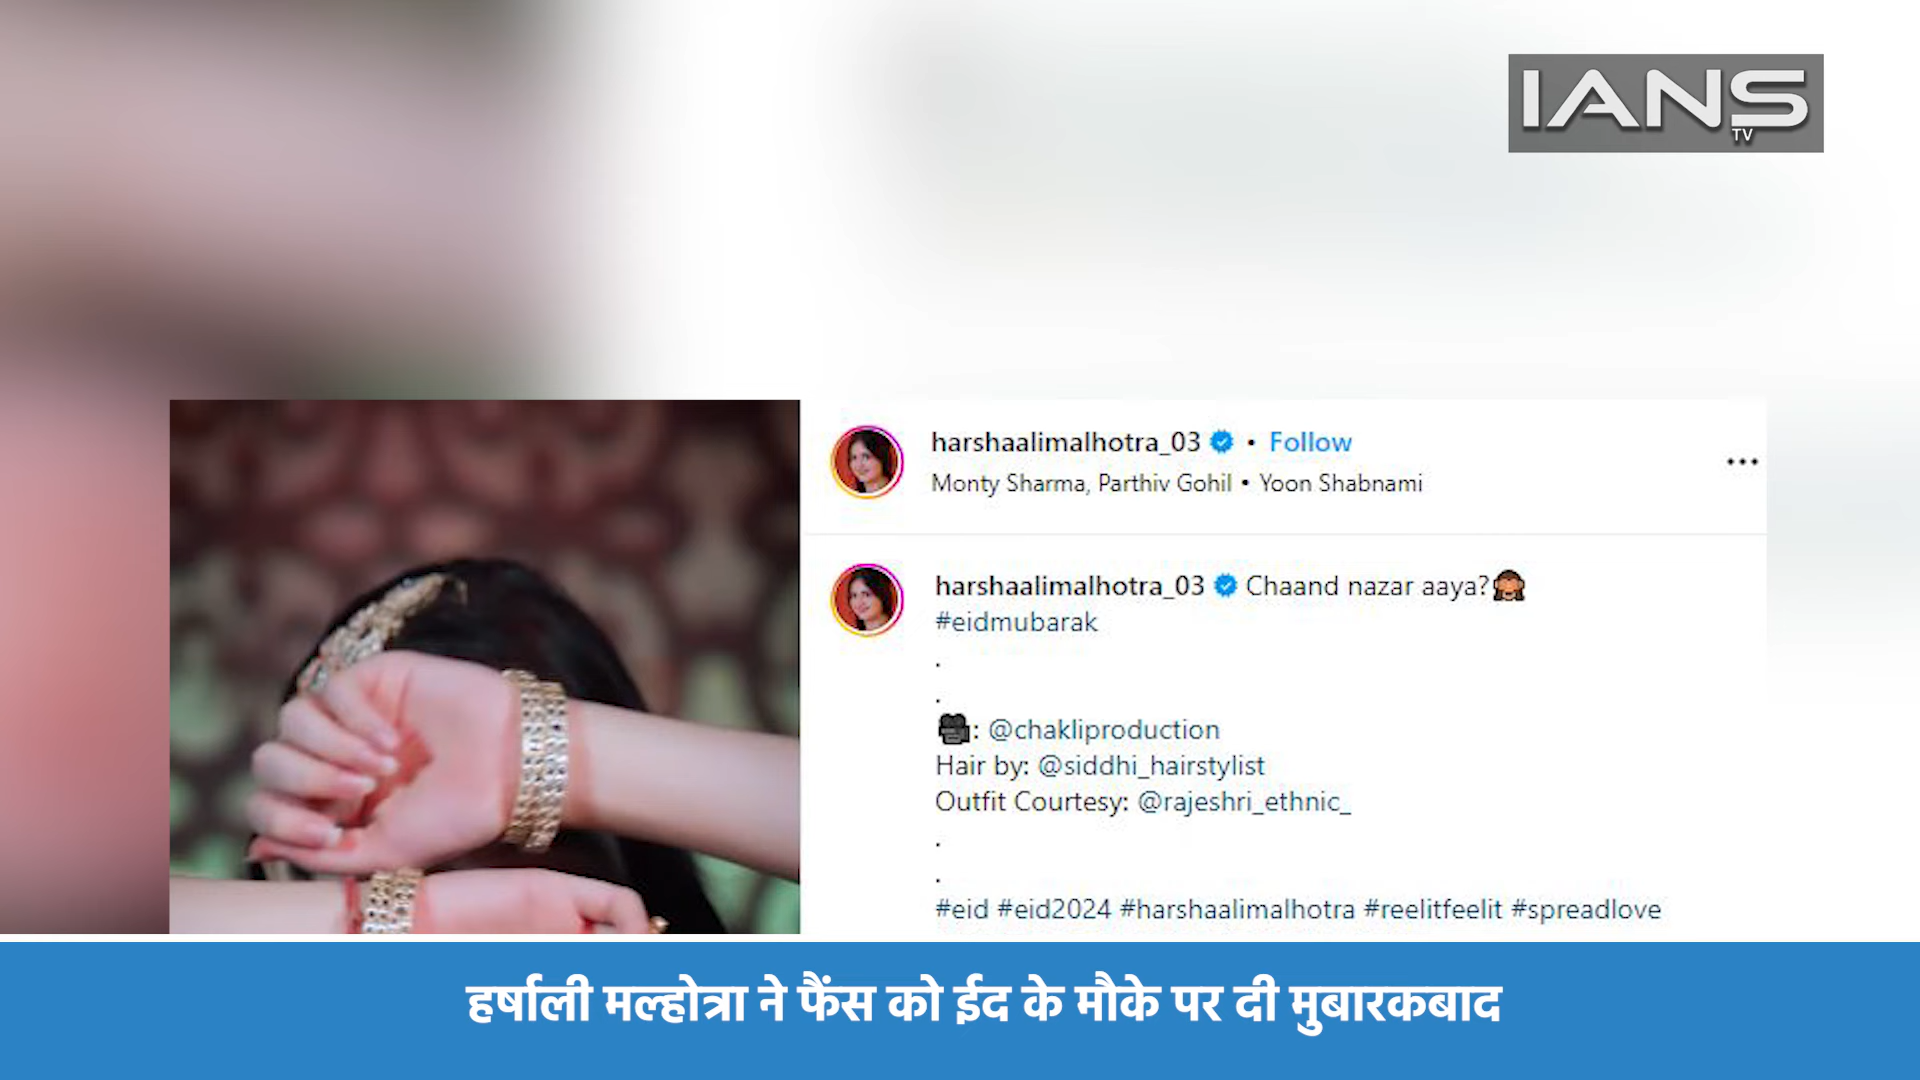 IANS
TV
harshaalimalhotra_03 • Follow
Monty Sharma, Parthiv Gohil • Yoon Shabnami
harshaalimalhotra_03 Chaand nazar aaya?🙈
#eidmubarak
.
.
🎥: @chakliproduction
Hair by: @siddhi_hairstylist
Outfit Courtesy: @rajeshri_ethnic_
.
.
#eid #eid2024 #harshaalimalhotra #reelitfeelit #spreadlove
हर्षाली मल्होत्रा ने फैंस को ईद के मौके पर दी मुबारकबाद